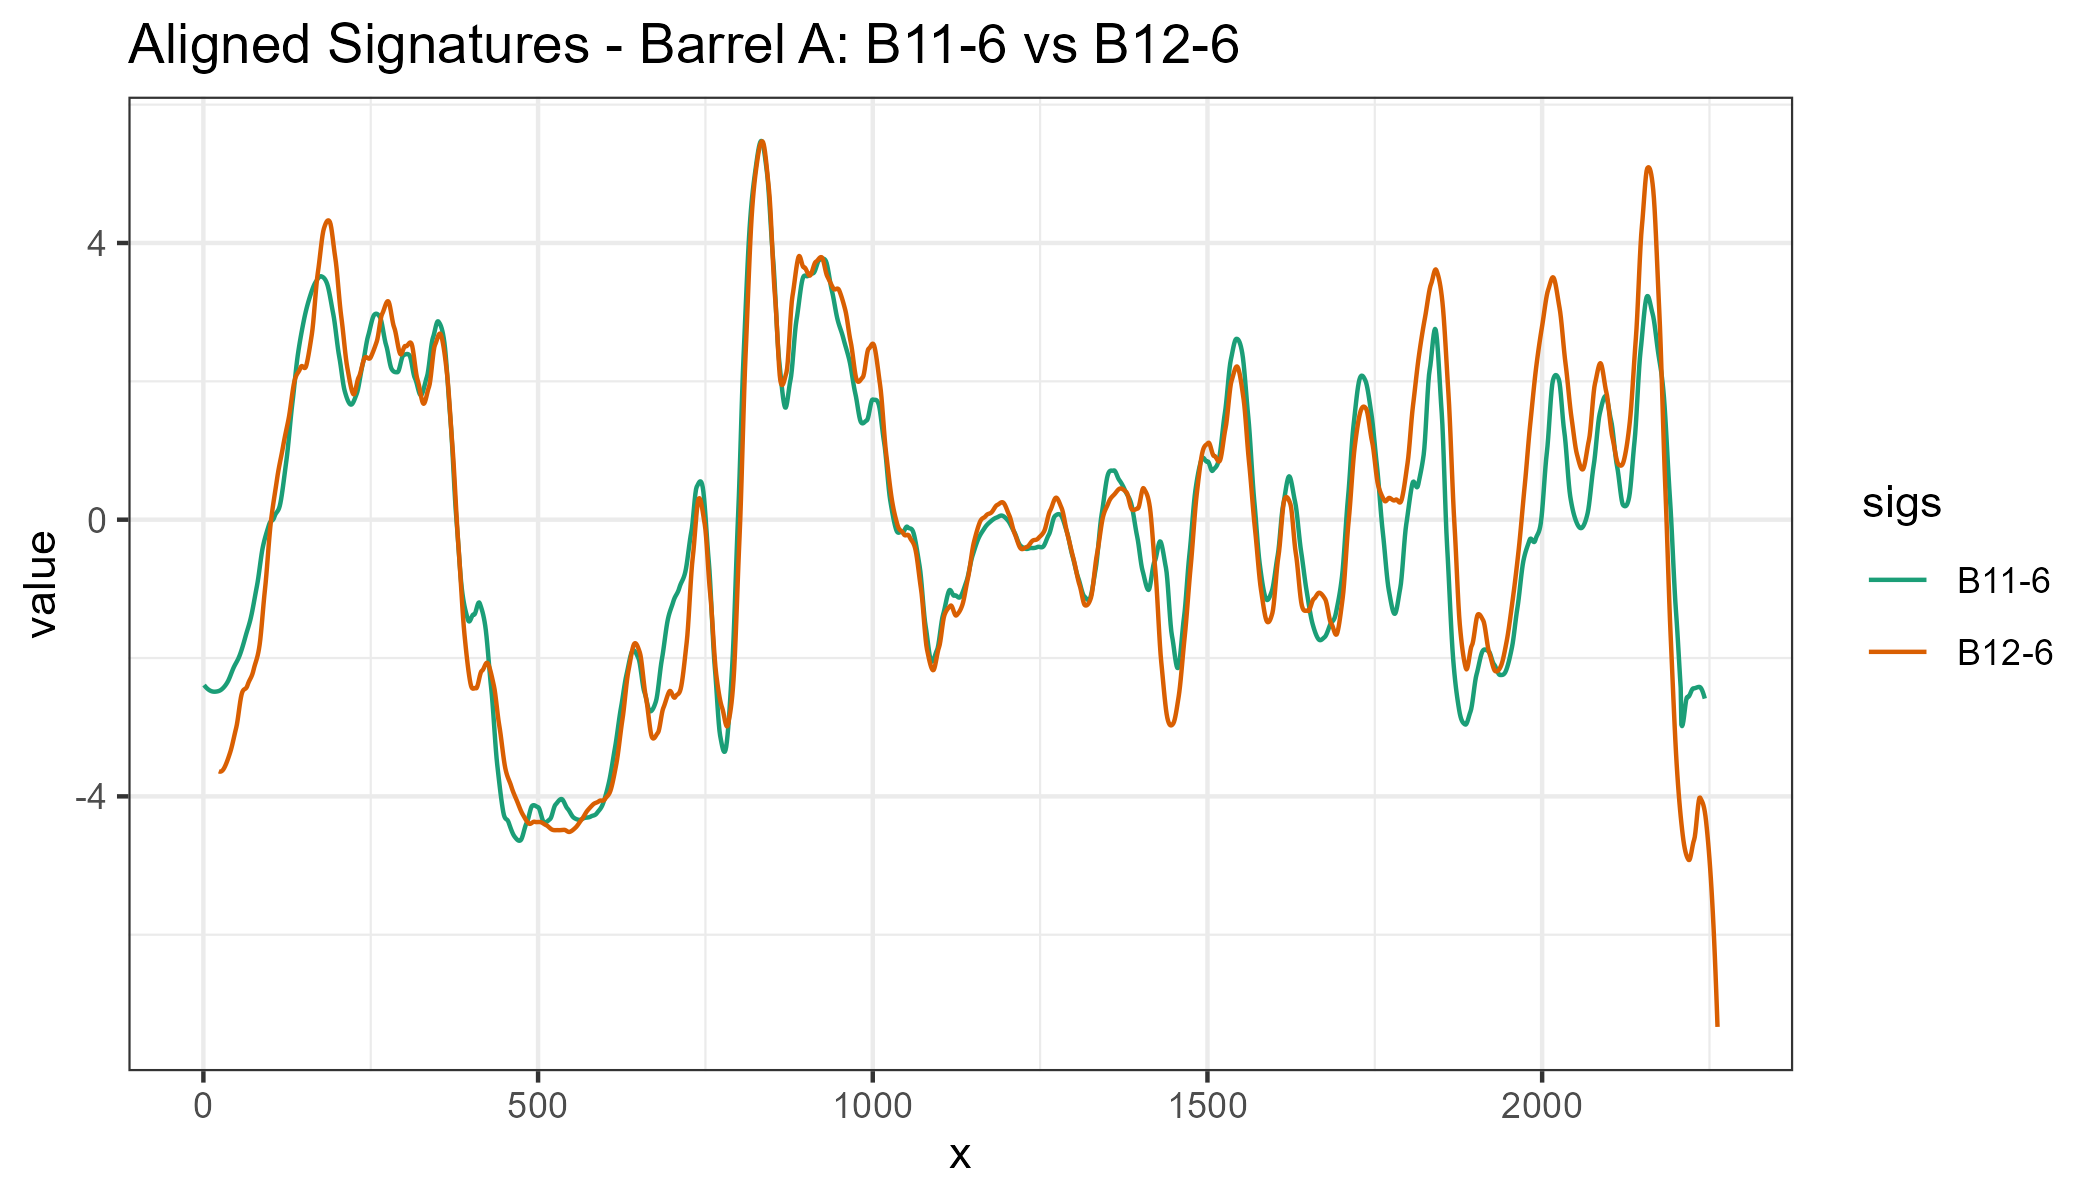 Aligned Signatures - Barrel A: B11-6 vs B12-6
4
0
-4
value
0 500 1000 1500 2000
x
sigs
B11-6
B12-6